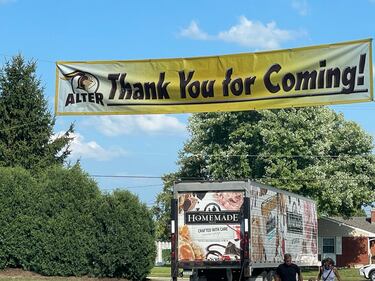 ALTER
Thank You for Coming!
HOMEMADE
CRAFTED WITH CARE